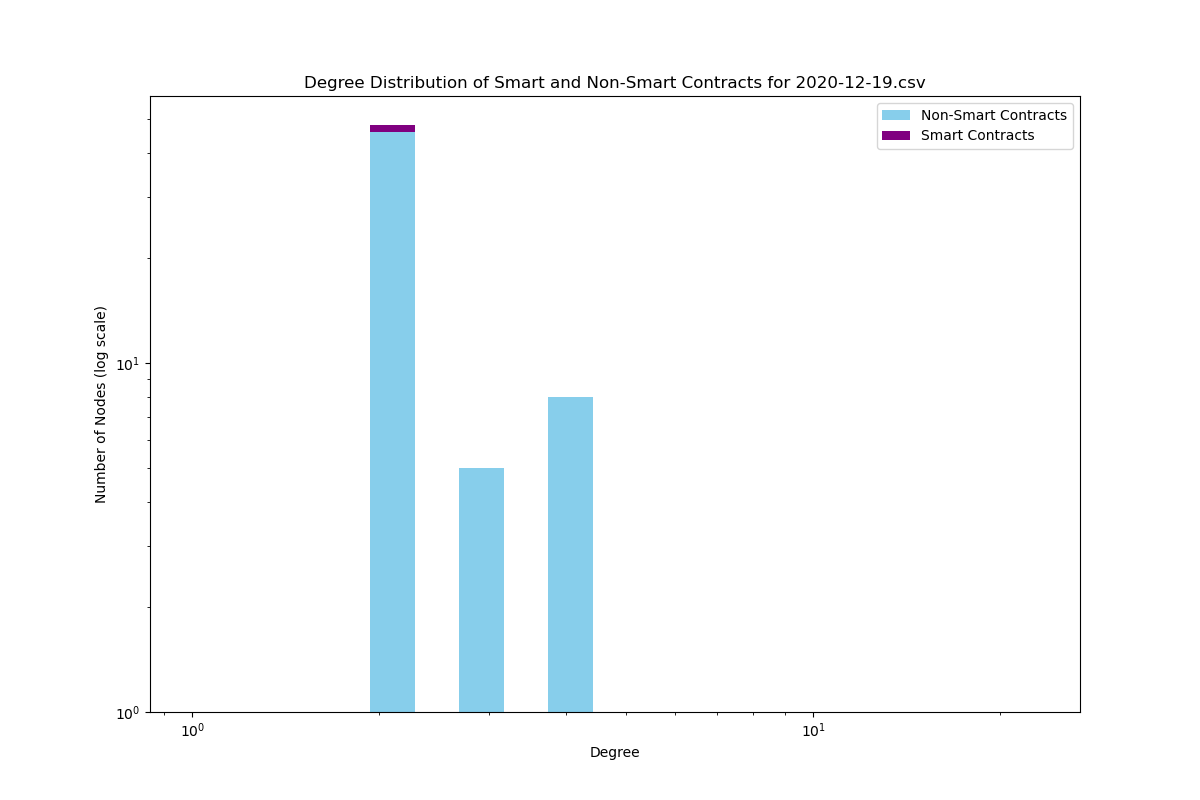 Degree Distribution of Smart and Non-Smart Contracts for 2020-12-19.csv
Non-Smart Contracts
Smart Contracts
Number of Nodes (log scale)
10¹
10⁰
10⁰
10¹
Degree